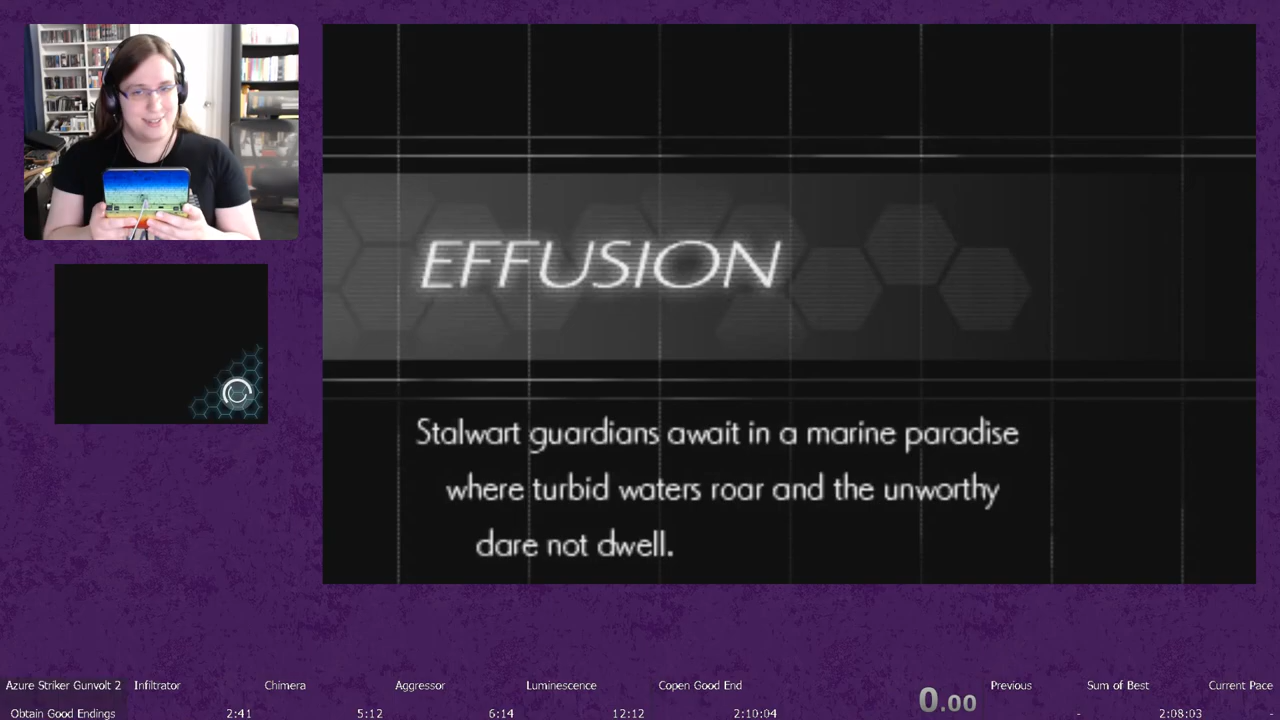 EFFUSION
Stalwart guardians await in a marine paradise
where turbid waters roar and the unworthy
dare not dwell.
Azure Striker Gunvolt 2 Infiltrator Chimera Aggressor Luminescence Copen Good End 0.00 Previous Sum of Best Current Pace
Obtain Good Endings 2:41 5:12 6:14 12:12 2:10:04 - 2:08:03 -